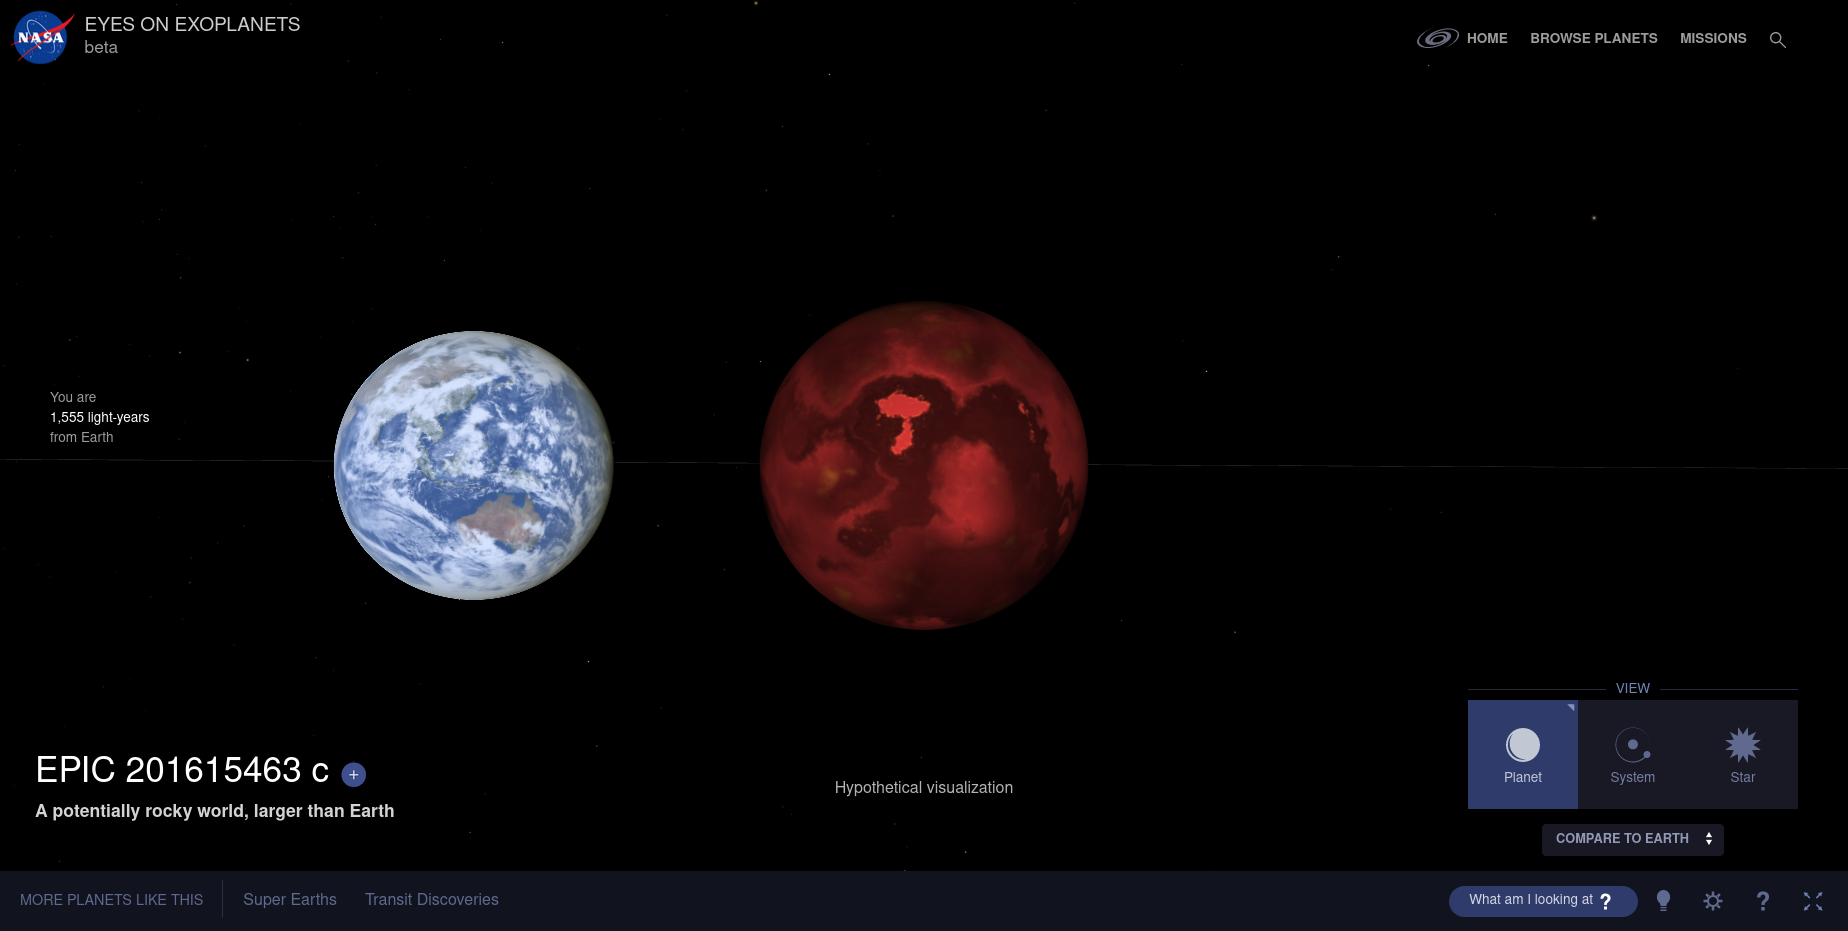 NASA
EYES ON EXOPLANETS
beta
HOME
BROWSE PLANETS
MISSIONS
You are
1,555 light-years
from Earth
EPIC 201615463 c +
A potentially rocky world, larger than Earth
Hypothetical visualization
VIEW
Planet
System
Star
COMPARE TO EARTH
MORE PLANETS LIKE THIS
Super Earths
Transit Discoveries
What am I looking at ?
?